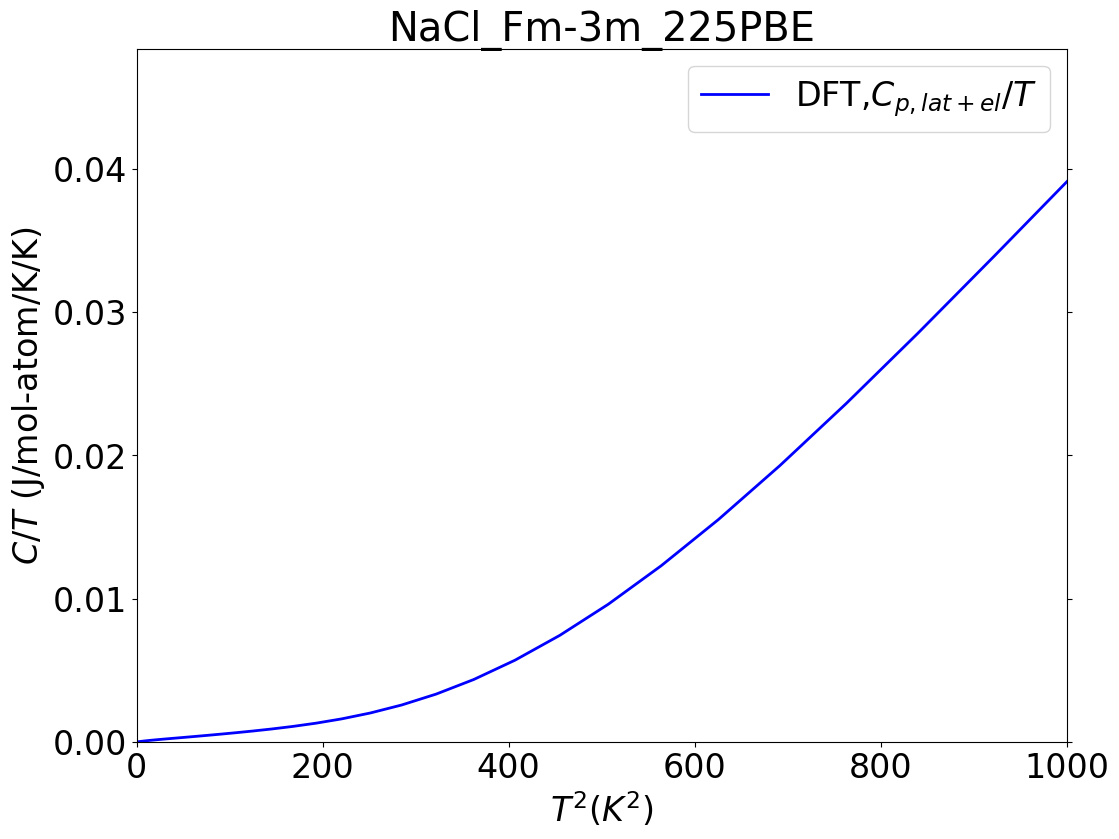 NaCl_Fm-3m_225PBE
DFT,C_{p, lat+el}/T
C/T (J/mol-atom/K/K)
0.04
0.03
0.02
0.01
0.00
0 200 400 600 800 1000
T^2(K^2)